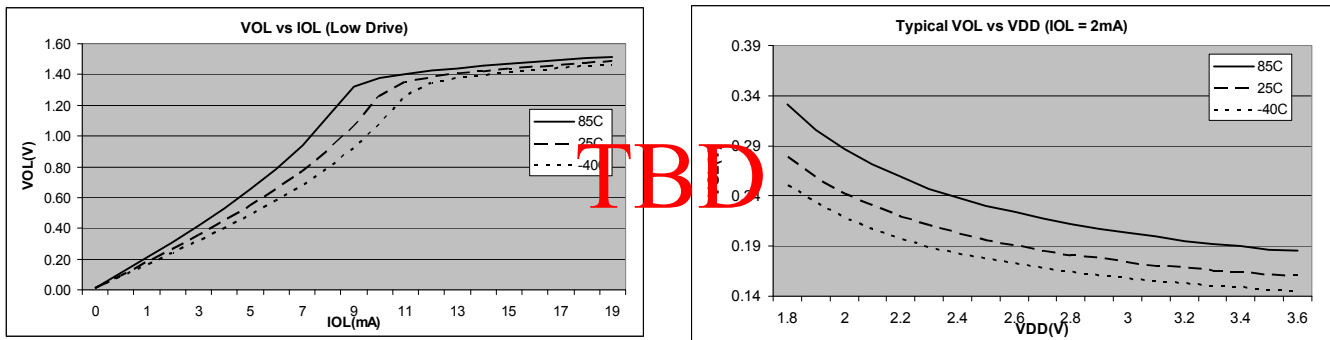 VOL vs IOL (Low Drive)
1.60
1.40
1.20
1.00
0.80
0.60
0.40
0.20
0.00
VOL(V)
0 1 3 5 7 9 11 13 15 17 19
IOL(mA)
85C
25C
-40C
TBD
Typical VOL vs VDD (IOL = 2mA)
0.39
0.34
0.29
0.24
0.19
0.14
1.8 2 2.2 2.4 2.6 2.8 3 3.2 3.4 3.6
VDD(V)
85C
25C
-40C